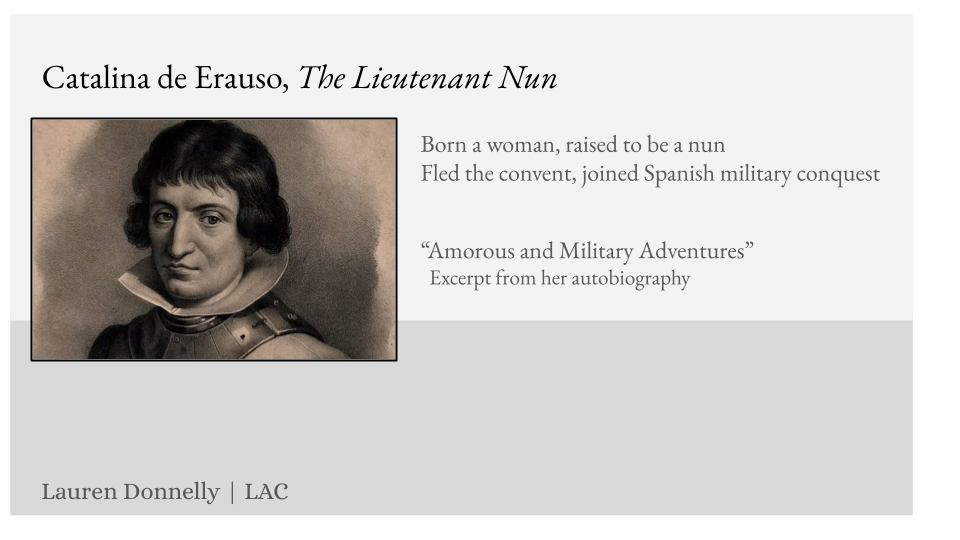 Catalina de Erauso, The Lieutenant Nun
Born a woman, raised to be a nun
Fled the convent, joined Spanish military conquest
“Amorous and Military Adventures”
Excerpt from her autobiography
Lauren Donnelly | LAC